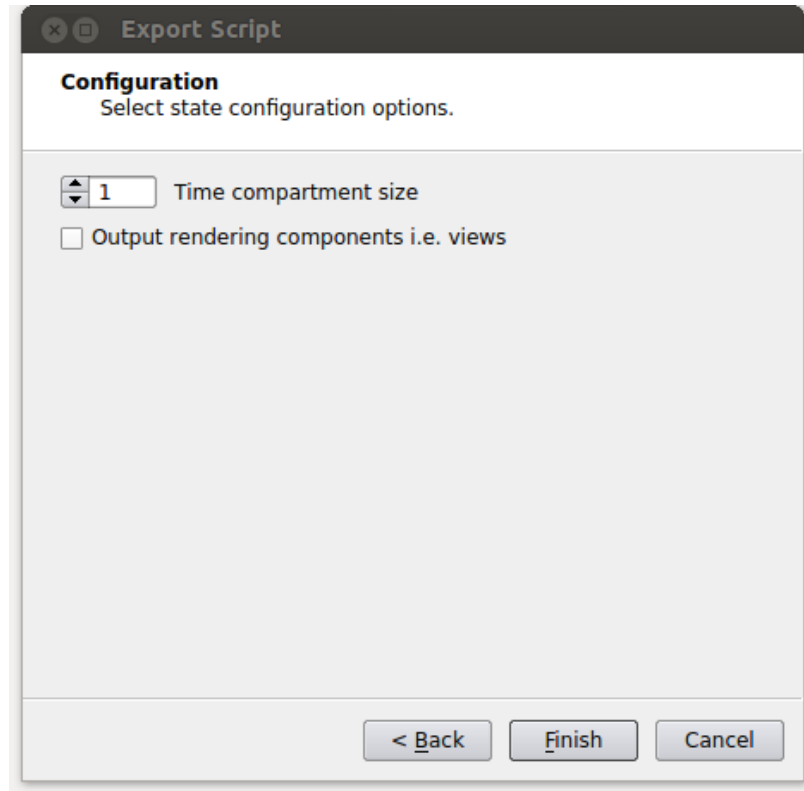 Export Script
Configuration
Select state configuration options.
1 Time compartment size
Output rendering components i.e. views
< Back Finish Cancel